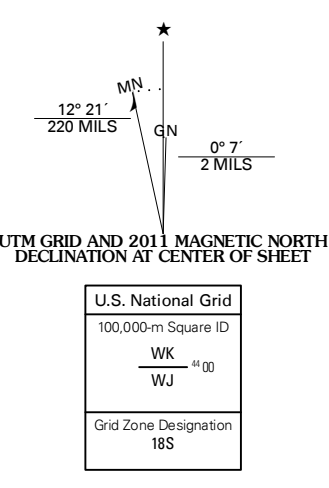 ★
MN
12° 21´
220 MILS
GN
0° 7´
2 MILS
UTM GRID AND 2011 MAGNETIC NORTH
DECLINATION AT CENTER OF SHEET
U.S. National Grid
100,000-m Square ID
WK
44 00
WJ
Grid Zone Designation
18S